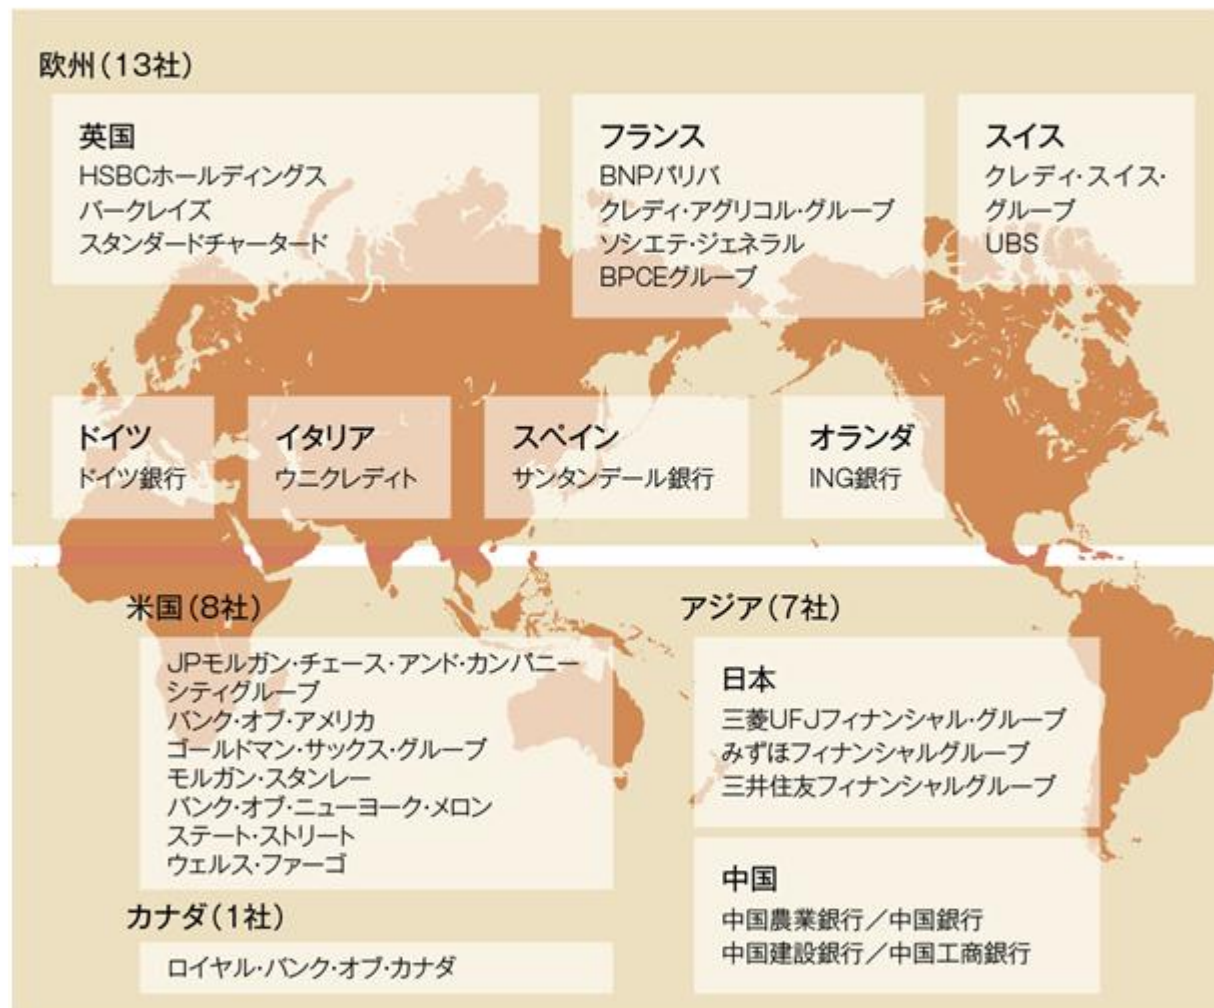 欧州(13社)
英国
HSBCホールディングス
バークレイズ
スタンダードチャータード
フランス
BNPパリバ
クレディ・アグリコル・グループ
ソシエテ・ジェネラル
BPCEグループ
スイス
クレディ・スイス・
グループ
UBS
ドイツ
ドイツ銀行
イタリア
ウニクレディト
スペイン
サンタンデール銀行
オランダ
ING銀行
米国(8社)
JPモルガン・チェース・アンド・カンパニー
シティグループ
バンク・オブ・アメリカ
ゴールドマン・サックス・グループ
モルガン・スタンレー
バンク・オブ・ニューヨーク・メロン
ステート・ストリート
ウェルス・ファーゴ
カナダ(1社)
ロイヤル・バンク・オブ・カナダ
アジア(7社)
日本
三菱UFJフィナンシャル・グループ
みずほフィナンシャルグループ
三井住友フィナンシャルグループ
中国
中国農業銀行/中国銀行
中国建設銀行/中国工商銀行